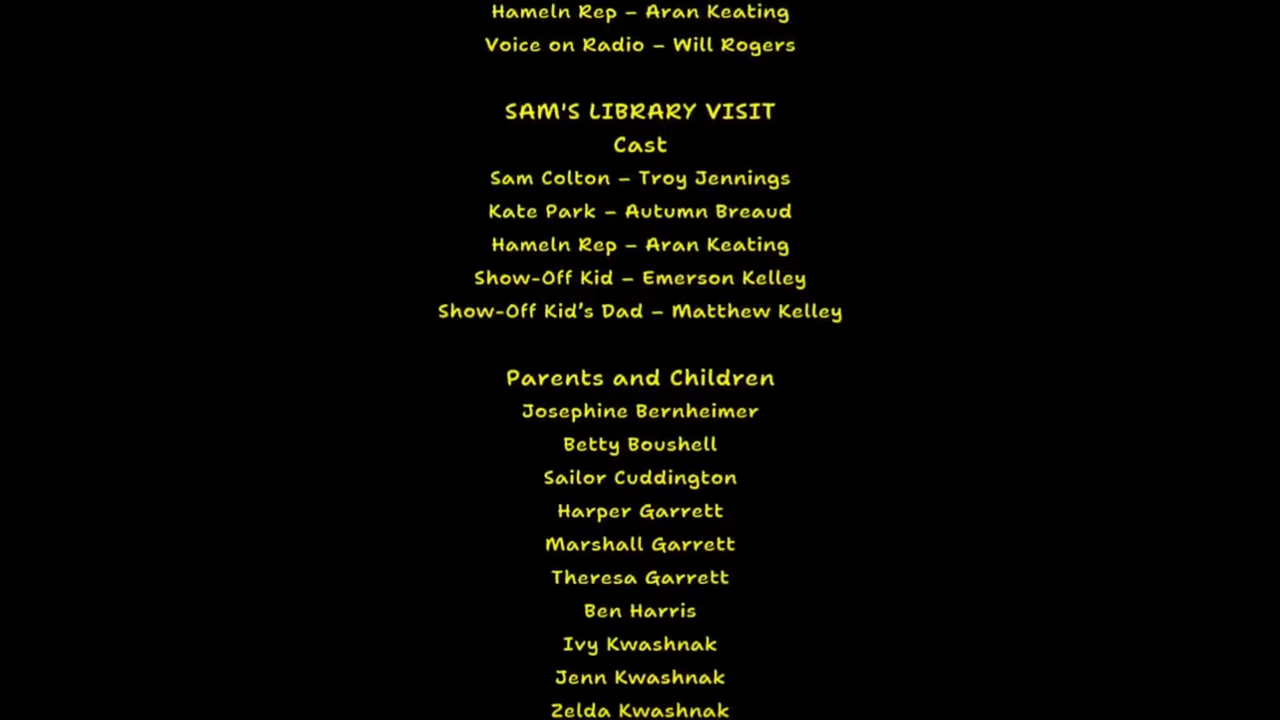 Hameln Rep – Aran Keating
Voice on Radio – Will Rogers
SAM'S LIBRARY VISIT
Cast
Sam Colton – Troy Jennings
Kate Park – Autumn Breaud
Hameln Rep – Aran Keating
Show-Off Kid – Emerson Kelley
Show-Off Kid's Dad – Matthew Kelley
Parents and Children
Josephine Bernheimer
Betty Boushell
Sailor Cuddington
Harper Garrett
Marshall Garrett
Theresa Garrett
Ben Harris
Ivy Kwashnak
Jenn Kwashnak
Zelda Kwashnak